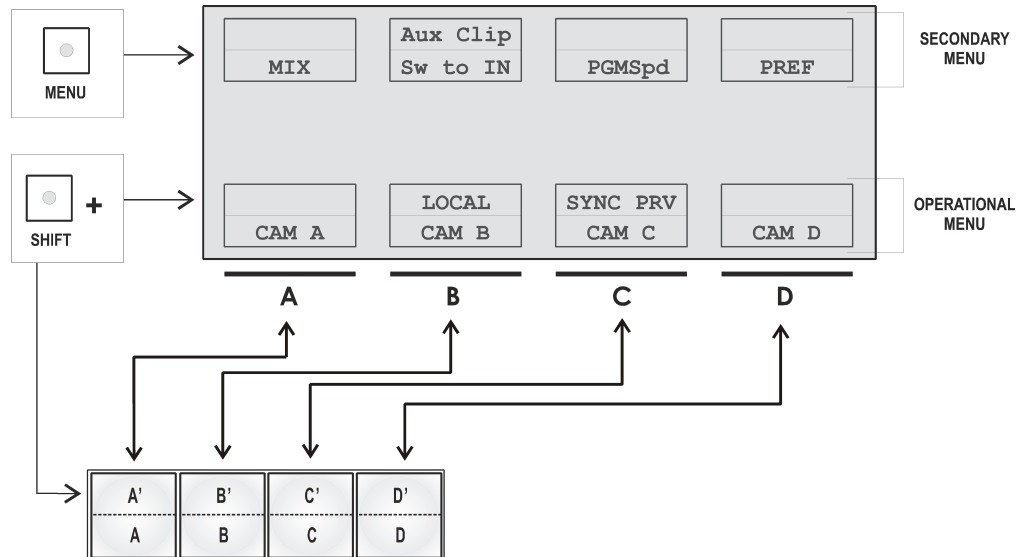 MENU
Aux Clip
MIX
Sw to IN
PGMSpd
PREF
SECONDARY
MENU
SHIFT
+
LOCAL
SYNC PRV
CAM A
CAM B
CAM C
CAM D
OPERATIONAL
MENU
A
B
C
D
A'
B'
C'
D'
A
B
C
D